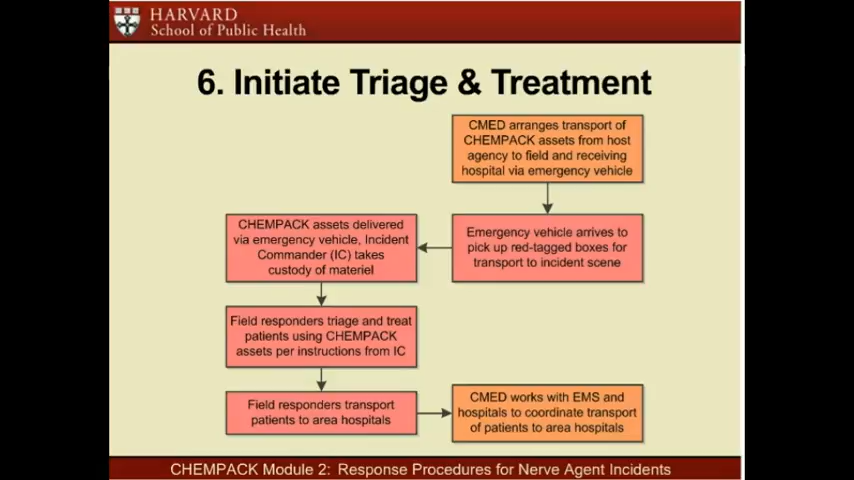 HARVARD
School of Public Health
6. Initiate Triage & Treatment
CMED arranges transport of
CHEMPACK assets from host
agency to field and receiving
hospital via emergency vehicle
Emergency vehicle arrives to
pick up red-tagged boxes for
transport to incident scene
CHEMPACK assets delivered
via emergency vehicle, Incident
Commander (IC) takes
custody of materiel
Field responders triage and treat
patients using CHEMPACK
assets per instructions from IC
Field responders transport
patients to area hospitals
CMED works with EMS and
hospitals to coordinate transport
of patients to area hospitals
CHEMPACK Module 2: Response Procedures for Nerve Agent Incidents